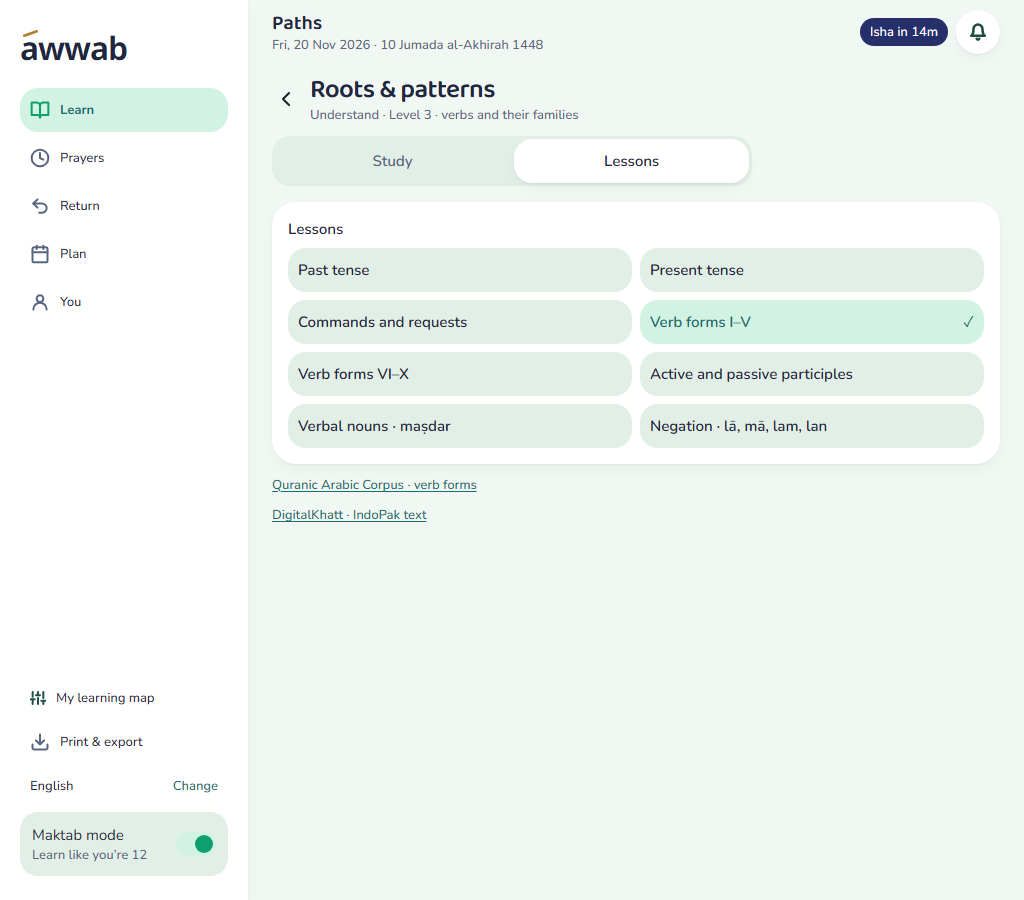 awwab
Learn
Prayers
Return
Plan
You
My learning map
Print & export
English
Change
Maktab mode
Learn like you’re 12
Paths
Fri, 20 Nov 2026 · 10 Jumada al-Akhirah 1448
Isha in 14m
Roots & patterns
Understand · Level 3 · verbs and their families
Study
Lessons
Lessons
Past tense
Present tense
Commands and requests
Verb forms I–V ✓
Verb forms VI–X
Active and passive participles
Verbal nouns · maṣdar
Negation · lā, mā, lam, lan
Quranic Arabic Corpus · verb forms
DigitalKhatt · IndoPak text